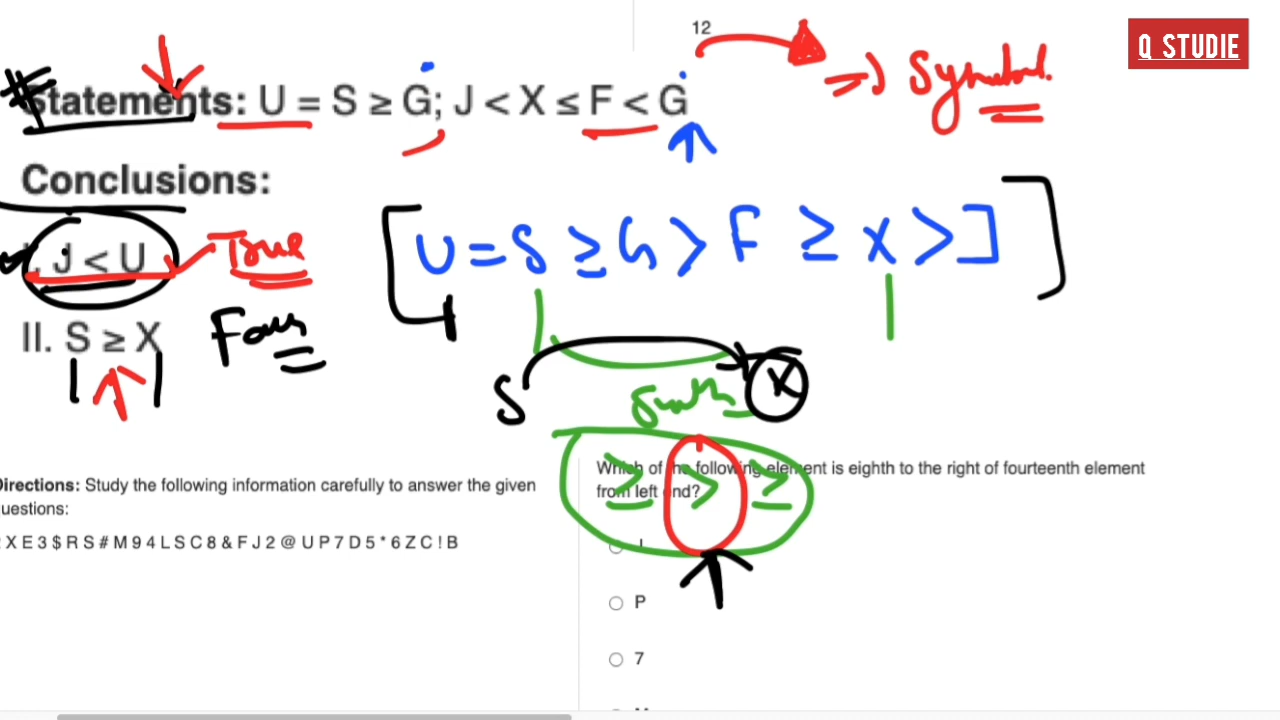 12
Q STUDIE
Statements: U = S ≥ G; J < X ≤ F < G
=) Symbol.
Conclusions:
U = S ≥ G > F ≥ X > J
J < U True
II. S ≥ X
S X
≥ > ≥
Directions: Study the following information carefully to answer the given
questions:
X E 3 $ R S # M 9 4 L S C 8 & F J 2 @ U P 7 D 5 * 6 Z C ! B
Which of the following element is eighth to the right of fourteenth element
from left end?
J
P
7